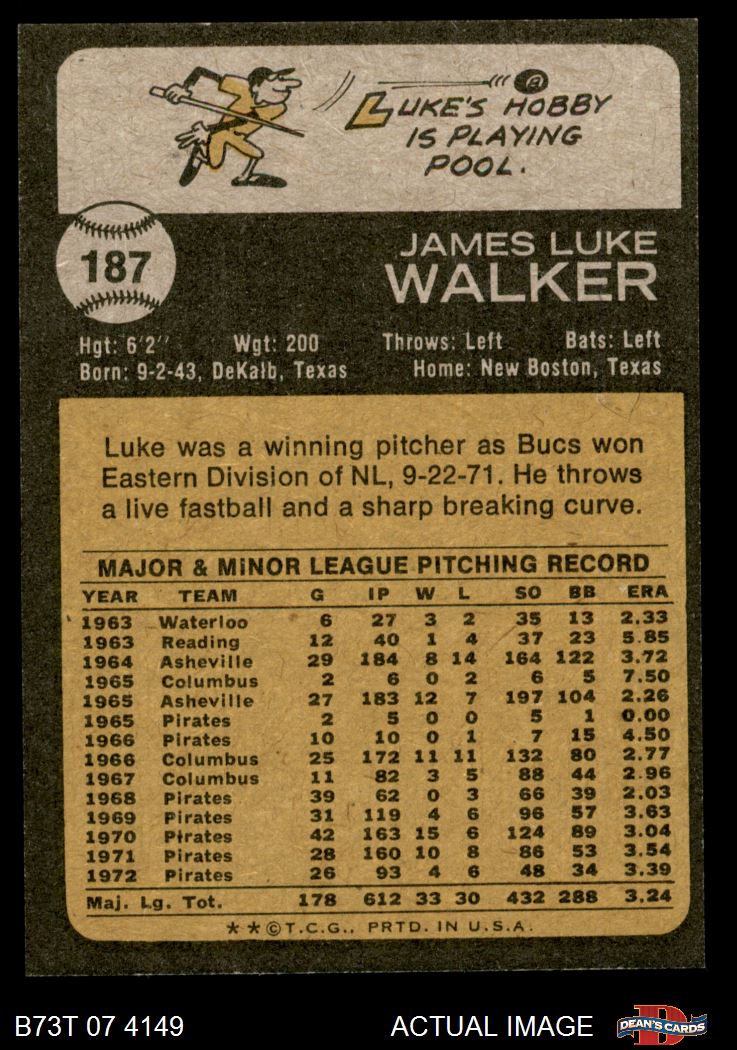 LUKE'S HOBBY
IS PLAYING
POOL.
187
JAMES LUKE
WALKER
Hgt: 6'2" Wgt: 200 Throws: Left Bats: Left
Born: 9-2-43, DeKalb, Texas Home: New Boston, Texas
Luke was a winning pitcher as Bucs won
Eastern Division of NL, 9-22-71. He throws
a live fastball and a sharp breaking curve.
MAJOR & MINOR LEAGUE PITCHING RECORD
YEAR TEAM G IP W L SO BB ERA
1963 Waterloo 6 27 3 2 35 13 2.33
1963 Reading 12 40 1 4 37 23 5.85
1964 Asheville 29 184 8 14 164 122 3.72
1965 Columbus 2 6 0 2 6 5 7.50
1965 Asheville 27 183 12 7 197 104 2.26
1965 Pirates 2 5 0 0 5 1 0.00
1966 Pirates 10 10 0 1 7 15 4.50
1966 Columbus 25 172 11 11 132 80 2.77
1967 Columbus 11 82 3 5 88 44 2.96
1968 Pirates 39 62 0 3 66 39 2.03
1969 Pirates 31 119 4 6 96 57 3.63
1970 Pirates 42 163 15 6 124 89 3.04
1971 Pirates 28 160 10 8 86 53 3.54
1972 Pirates 26 93 4 6 48 34 3.39
Maj. Lg. Tot. 178 612 33 30 432 288 3.24
**©T.C.G., PRTD. IN U.S.A.
B73T 07 4149 ACTUAL IMAGE D DEAN'S CARDS